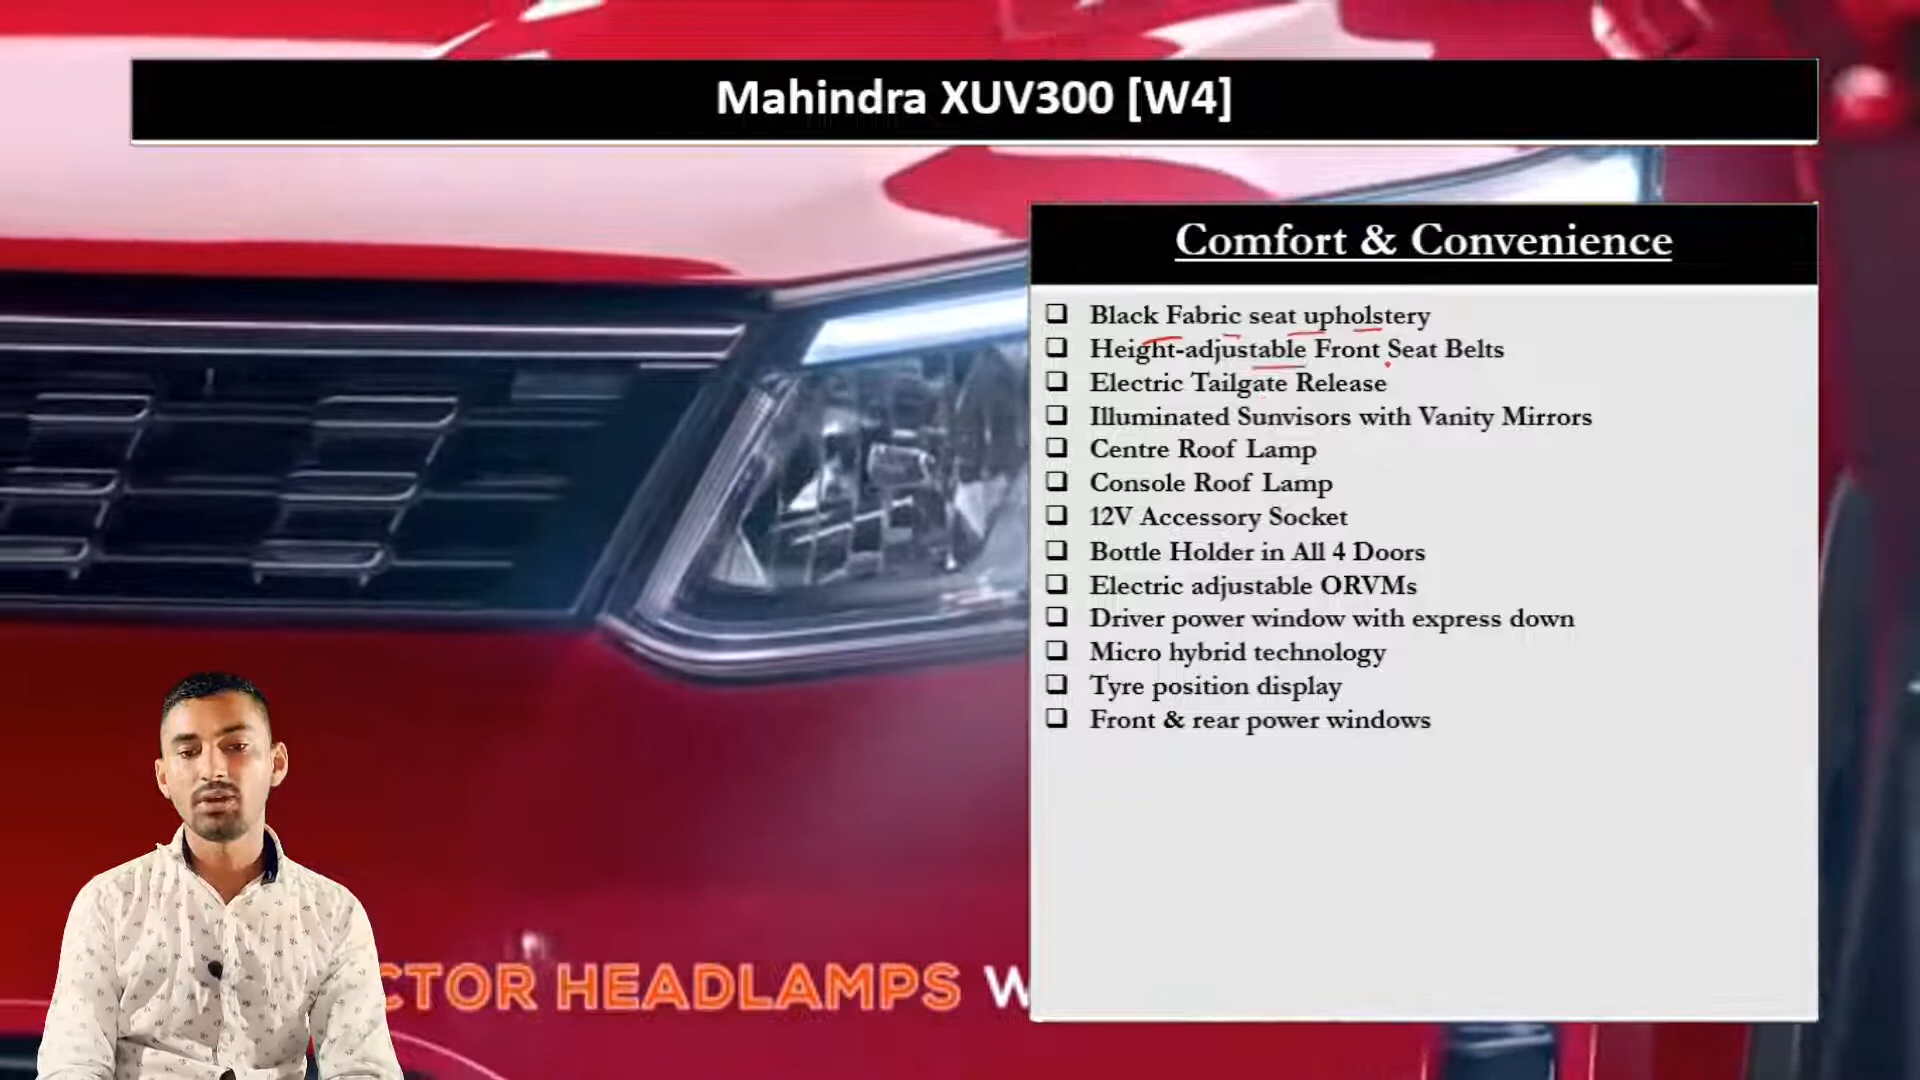 Mahindra XUV300 [W4]
Comfort & Convenience
Black Fabric seat upholstery
Height-adjustable Front Seat Belts
Electric Tailgate Release
Illuminated Sunvisors with Vanity Mirrors
Centre Roof Lamp
Console Roof Lamp
12V Accessory Socket
Bottle Holder in All 4 Doors
Electric adjustable ORVMs
Driver power window with express down
Micro hybrid technology
Tyre position display
Front & rear power windows
HEADLAMPS